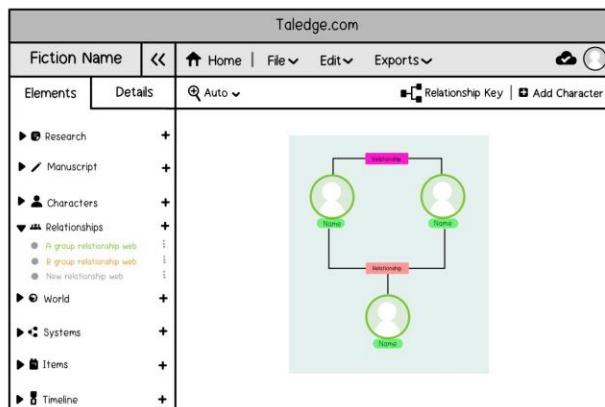 Taledge.com
Fiction Name
Home | File Edit Exports
Elements Details
Auto
Relationship Key | Add Character
Research
Manuscript
Characters
Relationships
A group relationship web
B group relationship web
New relationship web
World
Systems
Items
Timeline
Relationship
Name Name
Relationship
Name